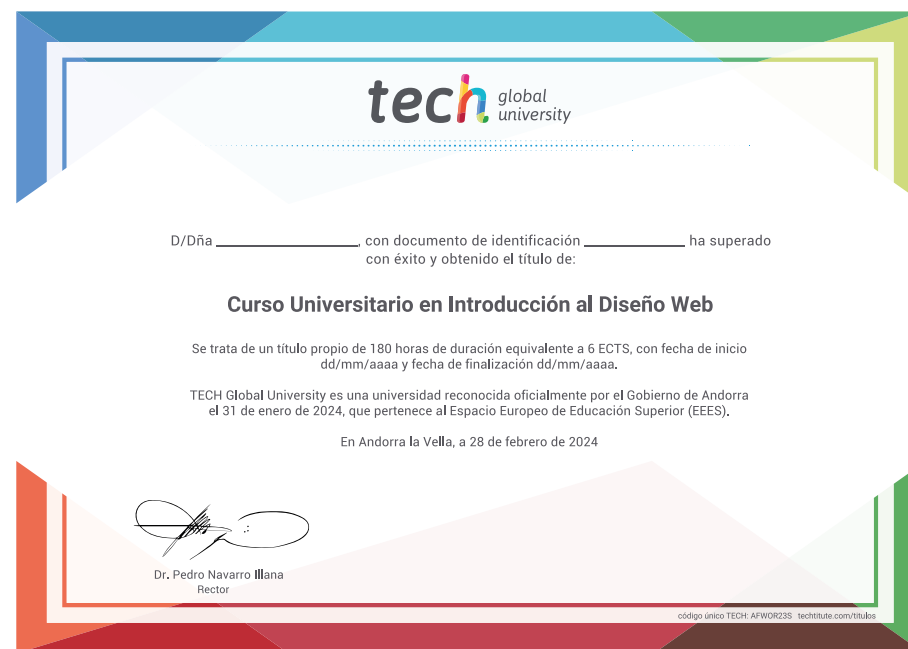 tech global university
D/Dña ____________________, con documento de identificación ______________ ha superado
con éxito y obtenido el título de:
Curso Universitario en Introducción al Diseño Web
Se trata de un título propio de 180 horas de duración equivalente a 6 ECTS, con fecha de inicio
dd/mm/aaaa y fecha de finalización dd/mm/aaaa.
TECH Global University es una universidad reconocida oficialmente por el Gobierno de Andorra
el 31 de enero de 2024, que pertenece al Espacio Europeo de Educación Superior (EEES).
En Andorra la Vella, a 28 de febrero de 2024
Dr. Pedro Navarro Illana
Rector
código único TECH: AFWOR23S techtitute.com/titulos